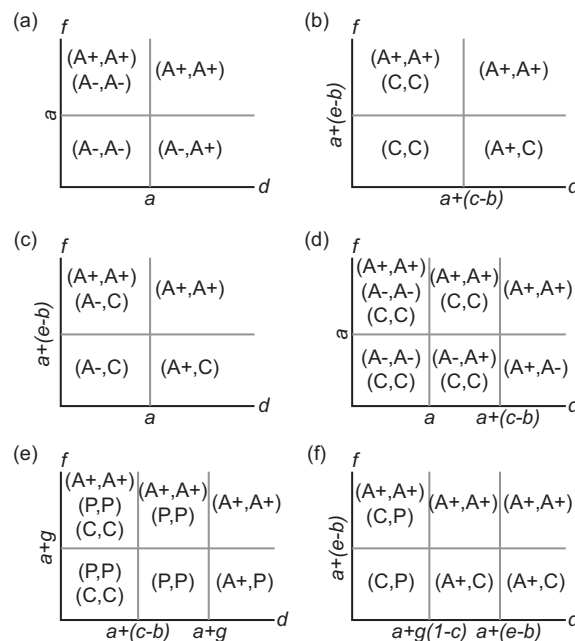 (a)
f
(A+,A+)
(A-,A-)
(A+,A+)
a
(A-,A-)
(A-,A+)
a
d
(b)
f
(A+,A+)
(C,C)
(A+,A+)
a+(e-b)
(C,C)
(A+,C)
a+(c-b)
d
(c)
f
(A+,A+)
(A-,C)
(A+,A+)
a+(e-b)
(A-,C)
(A+,C)
a
d
(d)
f
(A+,A+)
(A-,A-)
(C,C)
(A+,A+)
(C,C)
(A+,A+)
a
(A-,A-)
(C,C)
(A-,A+)
(C,C)
(A+,A-)
a
a+(c-b)
d
(e)
f
(A+,A+)
(P,P)
(C,C)
(A+,A+)
(P,P)
(A+,A+)
a+g
(P,P)
(C,C)
(P,P)
(A+,P)
a+(c-b)
a+g
d
(f)
f
(A+,A+)
(C,P)
(A+,A+)
(A+,A+)
a+(e-b)
(C,P)
(A+,C)
(A+,C)
a+g(1-c)
a+(e-b)
d